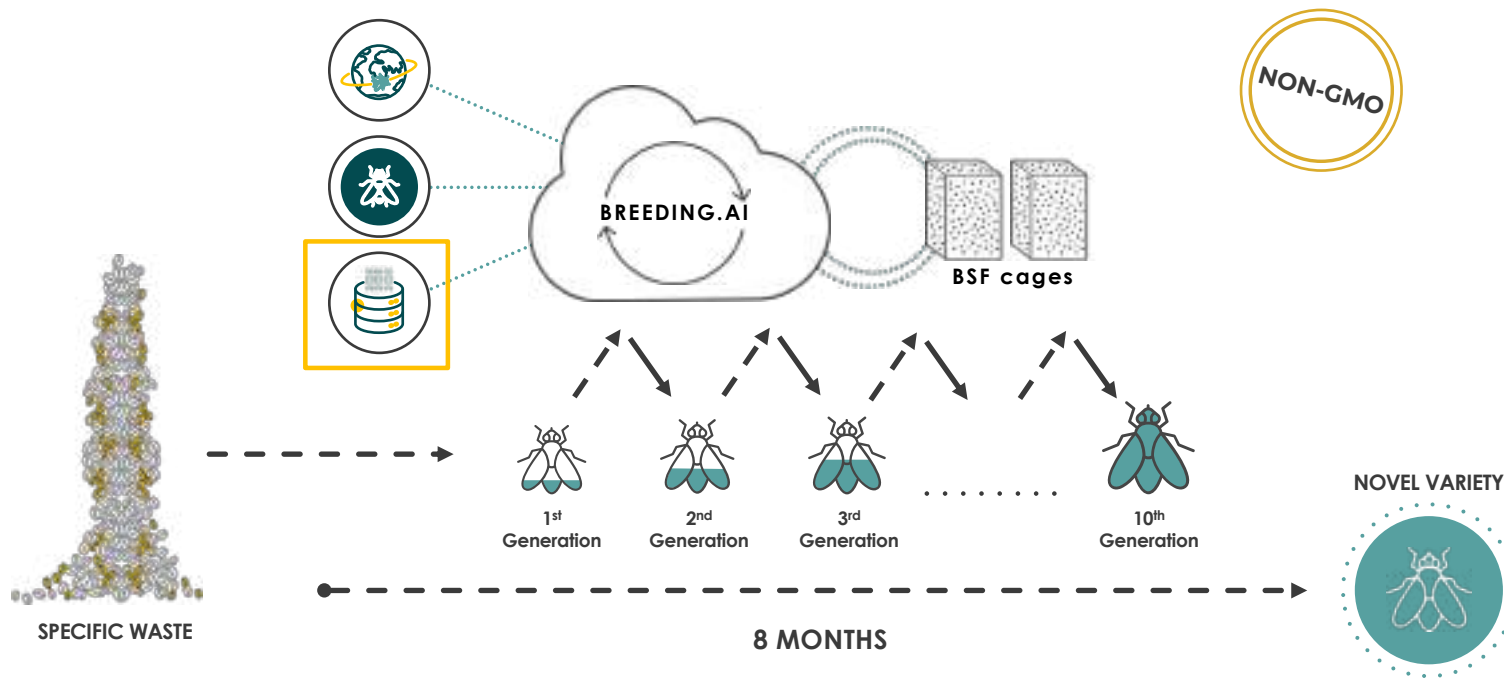 NON-GMO
BREEDING.AI
BSF cages
1st
Generation
2nd
Generation
3rd
Generation
10th
Generation
NOVEL VARIETY
SPECIFIC WASTE
8 MONTHS